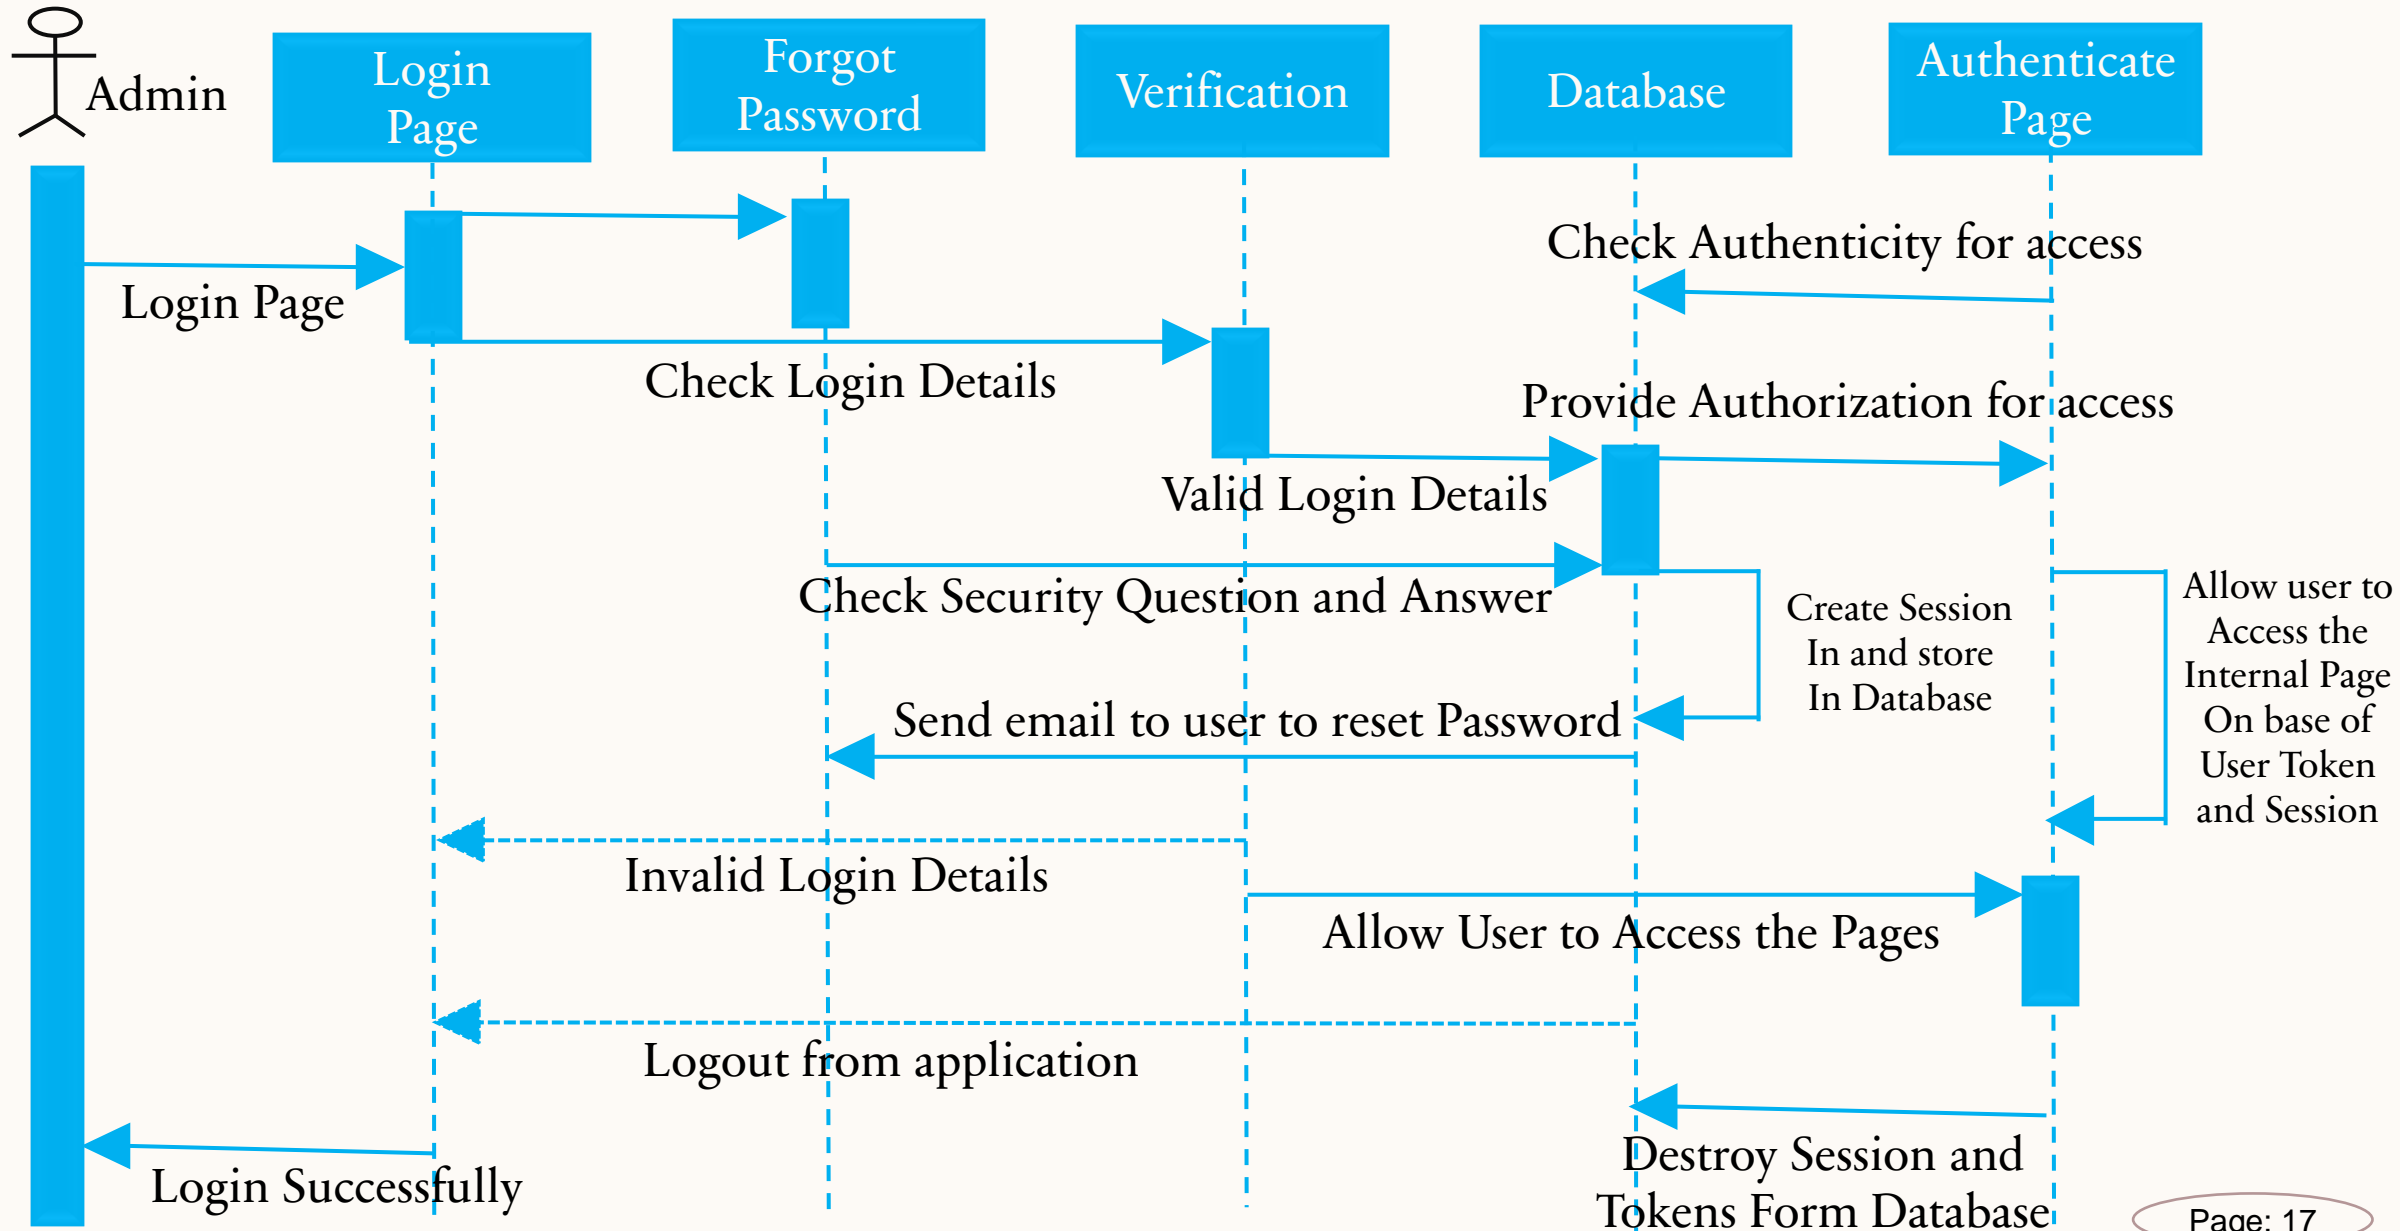 Admin
Login
Page
Forgot
Password
Verification
Database
Authenticate
Page
Check Authenticity for access
Login Page
Check Login Details
Provide Authorization for access
Valid Login Details
Check Security Question and Answer
Create Session
In and store
In Database
Allow user to
Access the
Internal Page
On base of
User Token
and Session
Send email to user to reset Password
Invalid Login Details
Allow User to Access the Pages
Logout from application
Login Successfully
Destroy Session and
Tokens Form Database
Page: 17